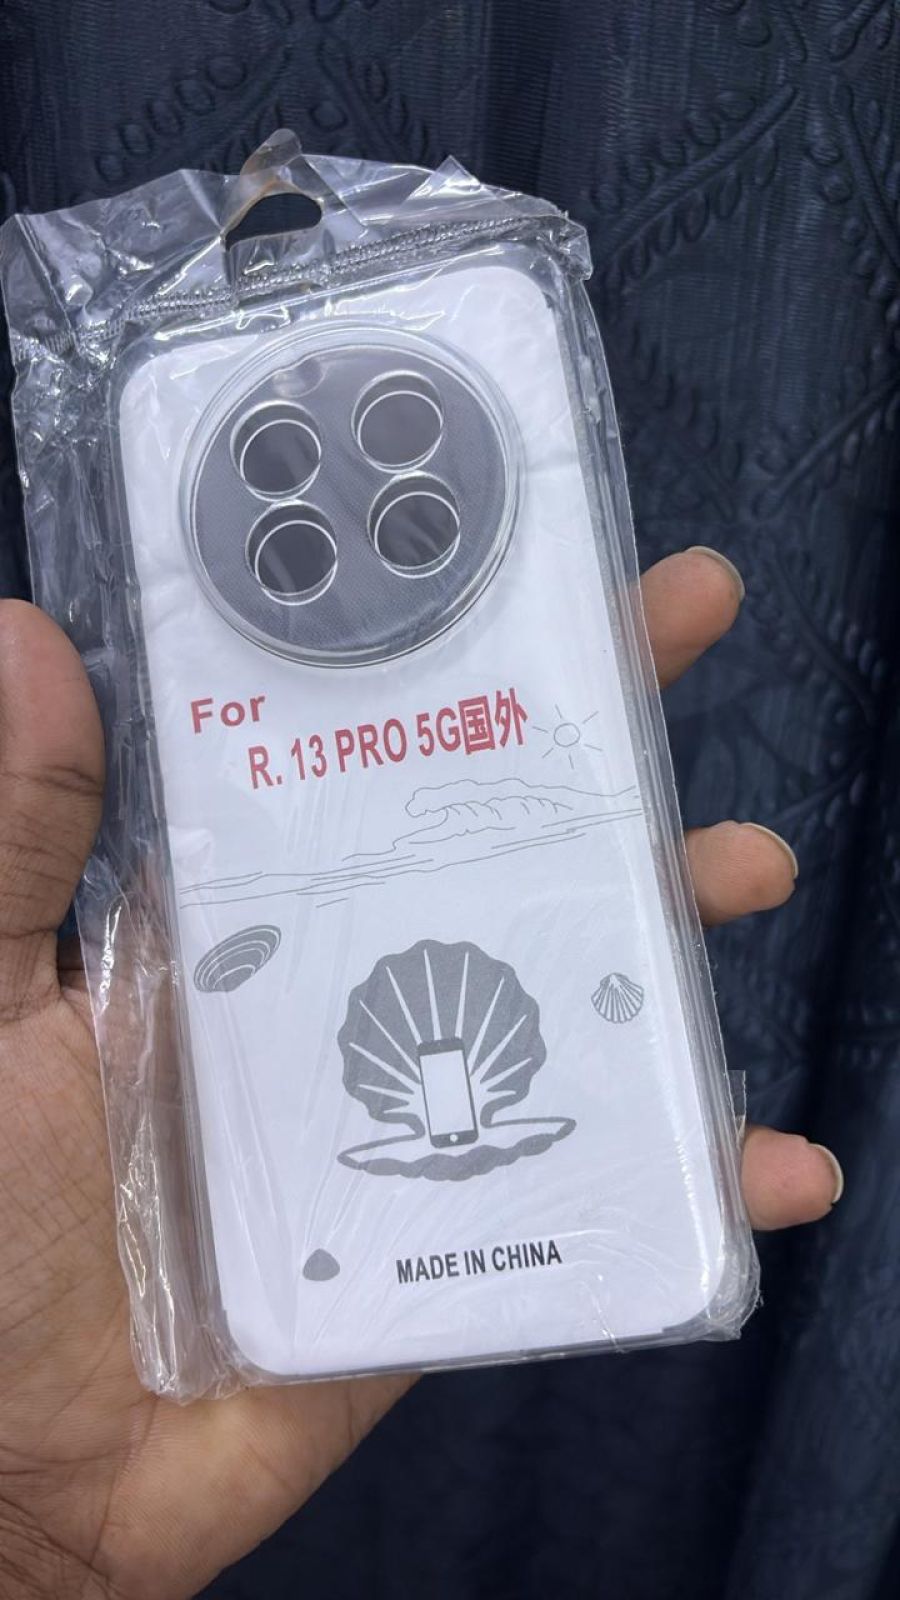 For
R. 13 PRO 5G国外
MADE IN CHINA